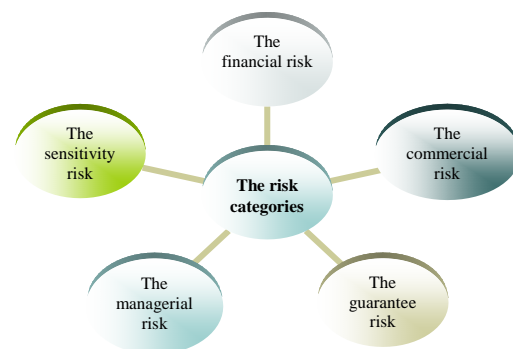 The
financial risk
The
sensitivity
risk
The
commercial
risk
The risk
categories
The
managerial
risk
The
guarantee
risk